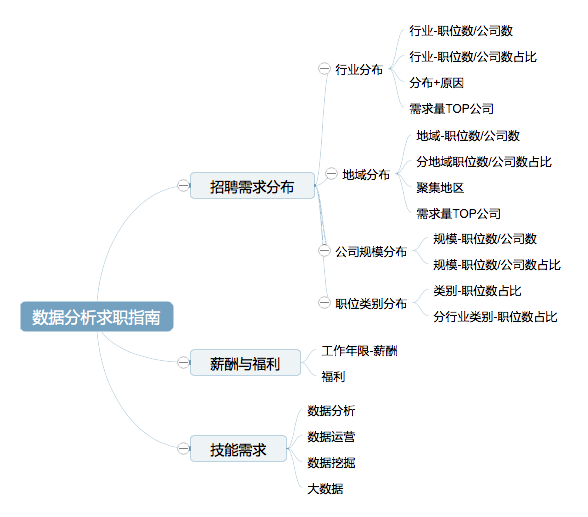 数据分析求职指南
招聘需求分布
行业分布
行业-职位数/公司数
行业-职位数/公司数占比
分布+原因
需求量TOP公司
地域分布
地域-职位数/公司数
分地域职位数/公司数占比
聚集地区
需求量TOP公司
公司规模分布
规模-职位数/公司数
规模-职位数/公司数占比
职位类别分布
类别-职位数占比
分行业类别-职位数占比
薪酬与福利
工作年限-薪酬
福利
技能需求
数据分析
数据运营
数据挖掘
大数据